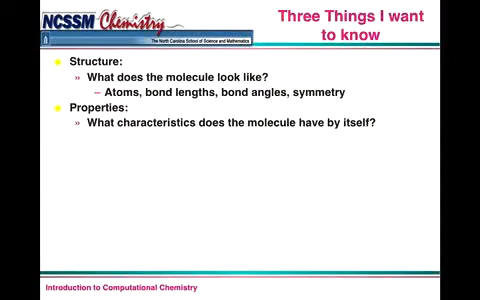 NCSSM Chemistry
The North Carolina School of Science and Mathematics
Three Things I want
to know
Structure:
» What does the molecule look like?
– Atoms, bond lengths, bond angles, symmetry
Properties:
» What characteristics does the molecule have by itself?
Introduction to Computational Chemistry